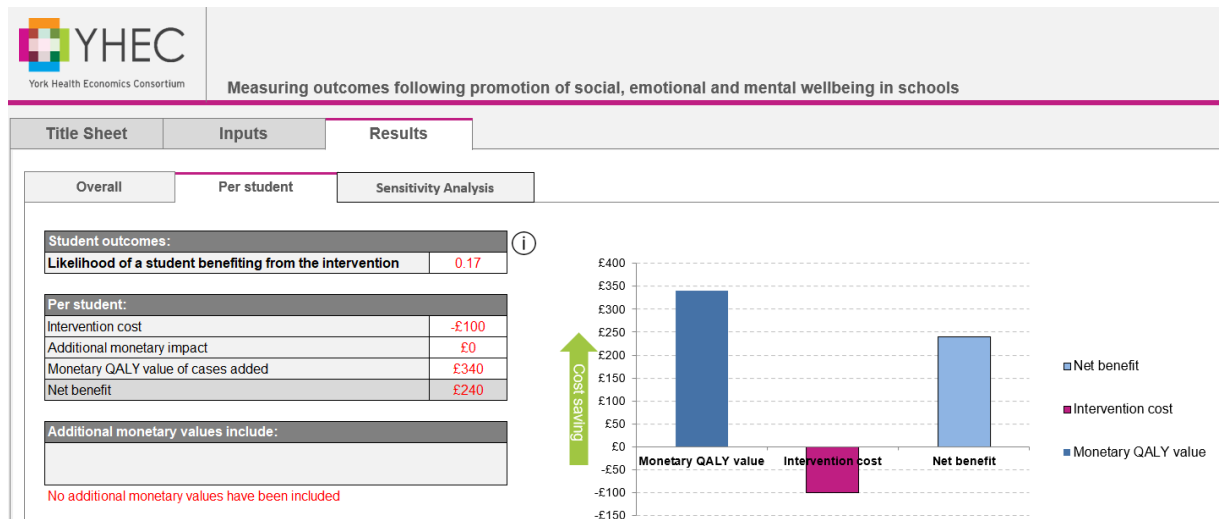 YHEC
York Health Economics Consortium
Measuring outcomes following promotion of social, emotional and mental wellbeing in schools
Title Sheet Inputs Results
Overall Per student Sensitivity Analysis
Student outcomes:
i
Likelihood of a student benefiting from the intervention 0.17
Per student:
Intervention cost -£100
Additional monetary impact £0
Monetary QALY value of cases added £340
Net benefit £240
Additional monetary values include:
No additional monetary values have been included
Cost saving
£400
£350
£300
£250
£200
£150
£100
£50
£0
-£50
-£100
-£150
Monetary QALY value Intervention cost Net benefit
Net benefit
Intervention cost
Monetary QALY value